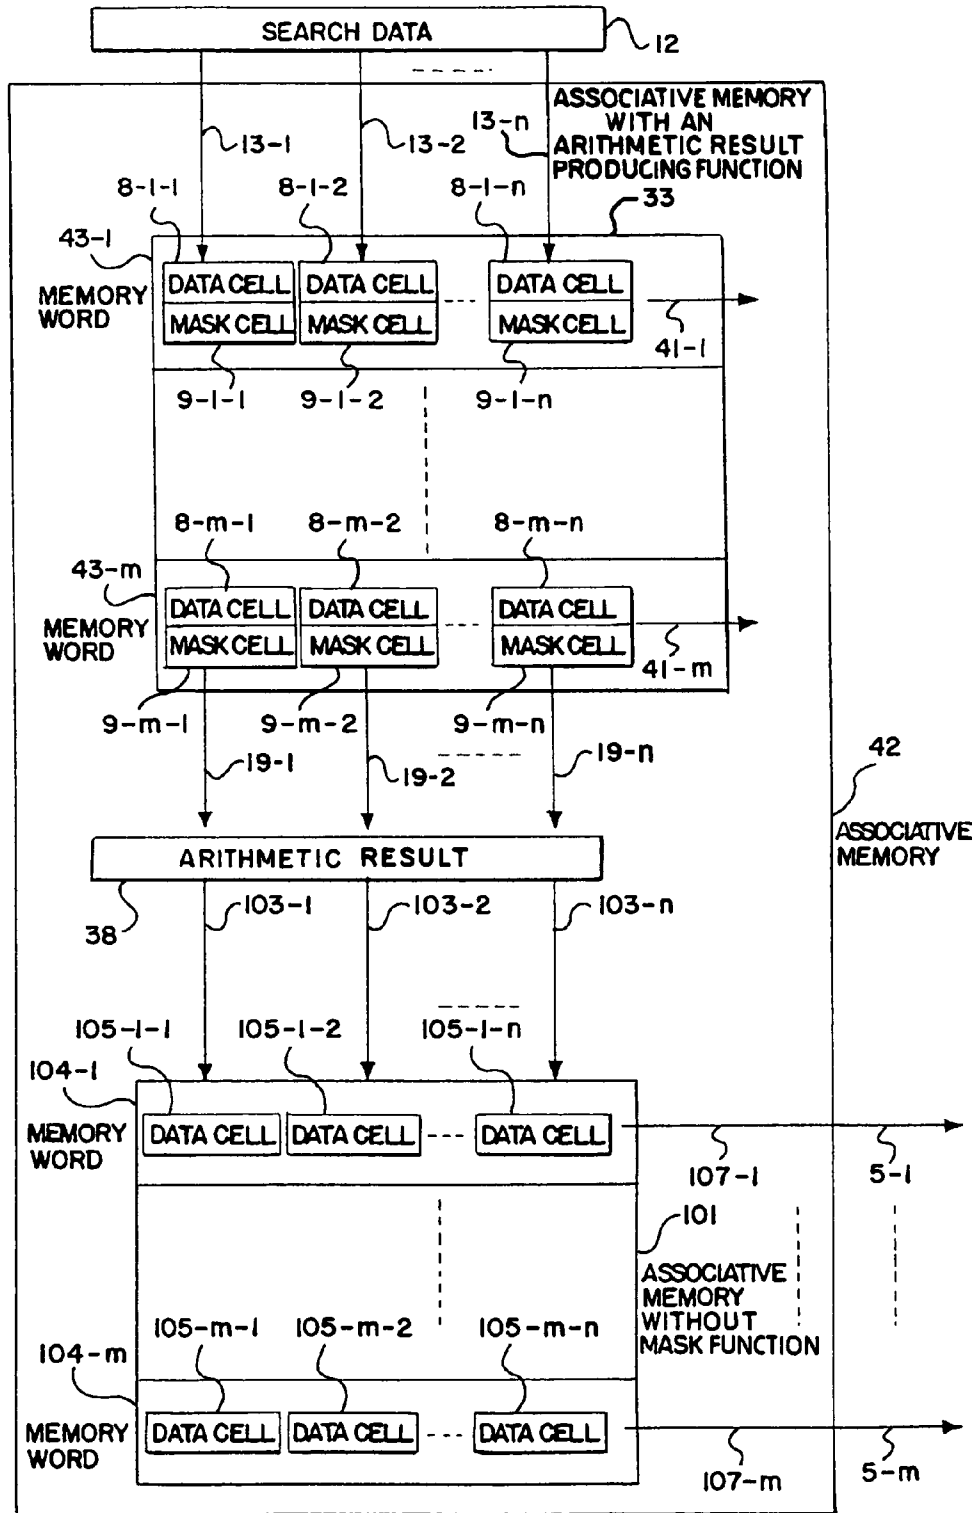 SEARCH DATA
12
13-1
13-2
13-n
ASSOCIATIVE MEMORY
WITH AN
ARITHMETIC RESULT
PRODUCING FUNCTION
8-1-1
8-1-2
8-1-n
33
43-1
MEMORY
WORD
DATA CELL
DATA CELL
DATA CELL
MASK CELL
MASK CELL
MASK CELL
41-1
9-1-1
9-1-2
9-1-n
8-m-1
8-m-2
8-m-n
43-m
MEMORY
WORD
DATA CELL
DATA CELL
DATA CELL
MASK CELL
MASK CELL
MASK CELL
41-m
9-m-1
9-m-2
9-m-n
19-1
19-2
19-n
42
ASSOCIATIVE
MEMORY
ARITHMETIC RESULT
38
103-1
103-2
103-n
105-1-1
105-1-2
105-1-n
104-1
MEMORY
WORD
DATA CELL
DATA CELL
DATA CELL
107-1
5-1
101
ASSOCIATIVE
MEMORY
WITHOUT
MASK FUNCTION
105-m-1
105-m-2
105-m-n
104-m
MEMORY
WORD
DATA CELL
DATA CELL
DATA CELL
107-m
5-m